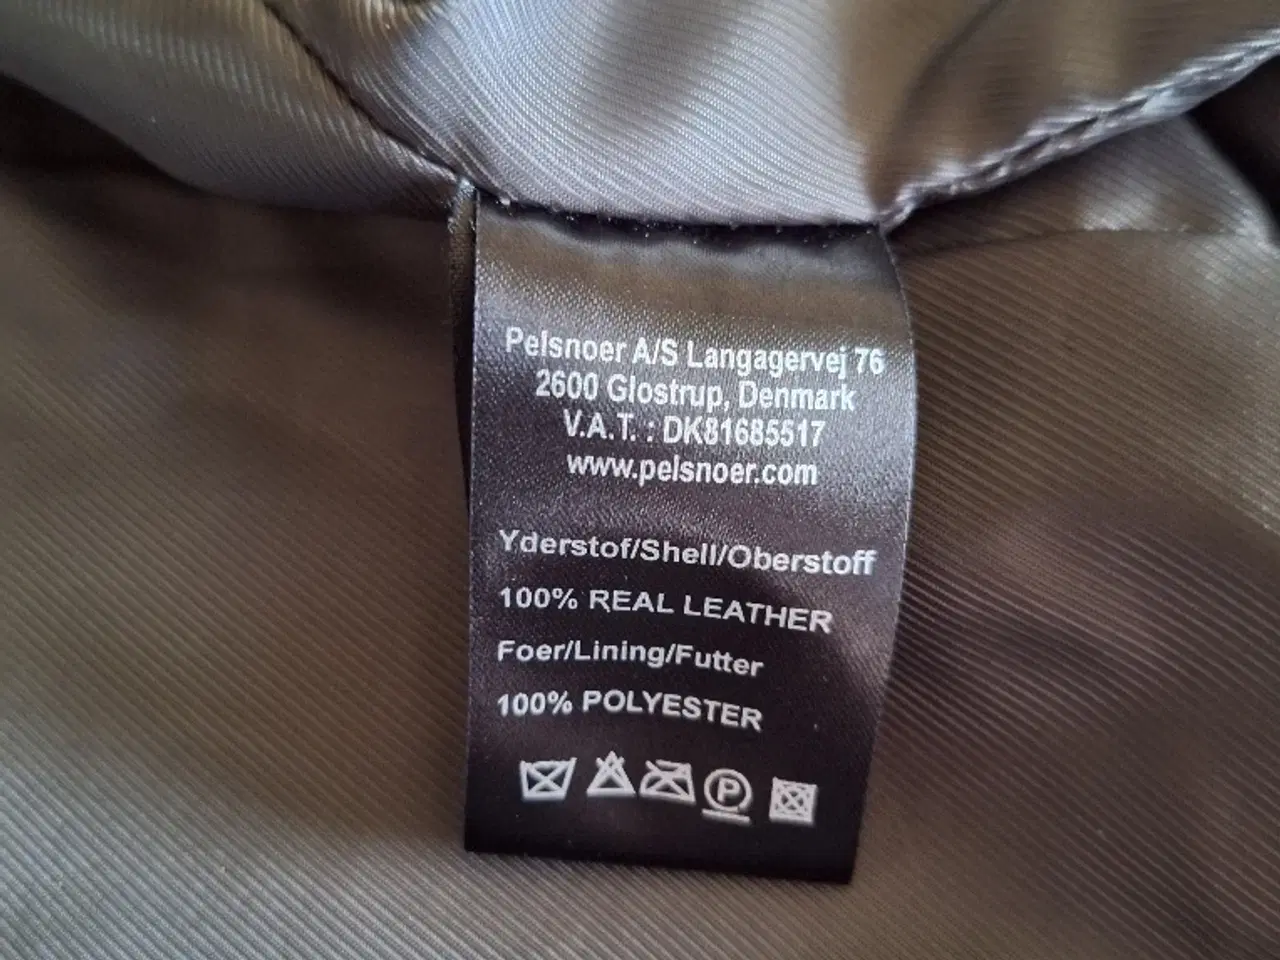 Pelsnoer A/S Langagervej 76
2600 Glostrup, Denmark
V.A.T. : DK81685517
www.pelsnoer.com
Yderstof/Shell/Oberstoff
100% REAL LEATHER
Foer/Lining/Futter
100% POLYESTER
P